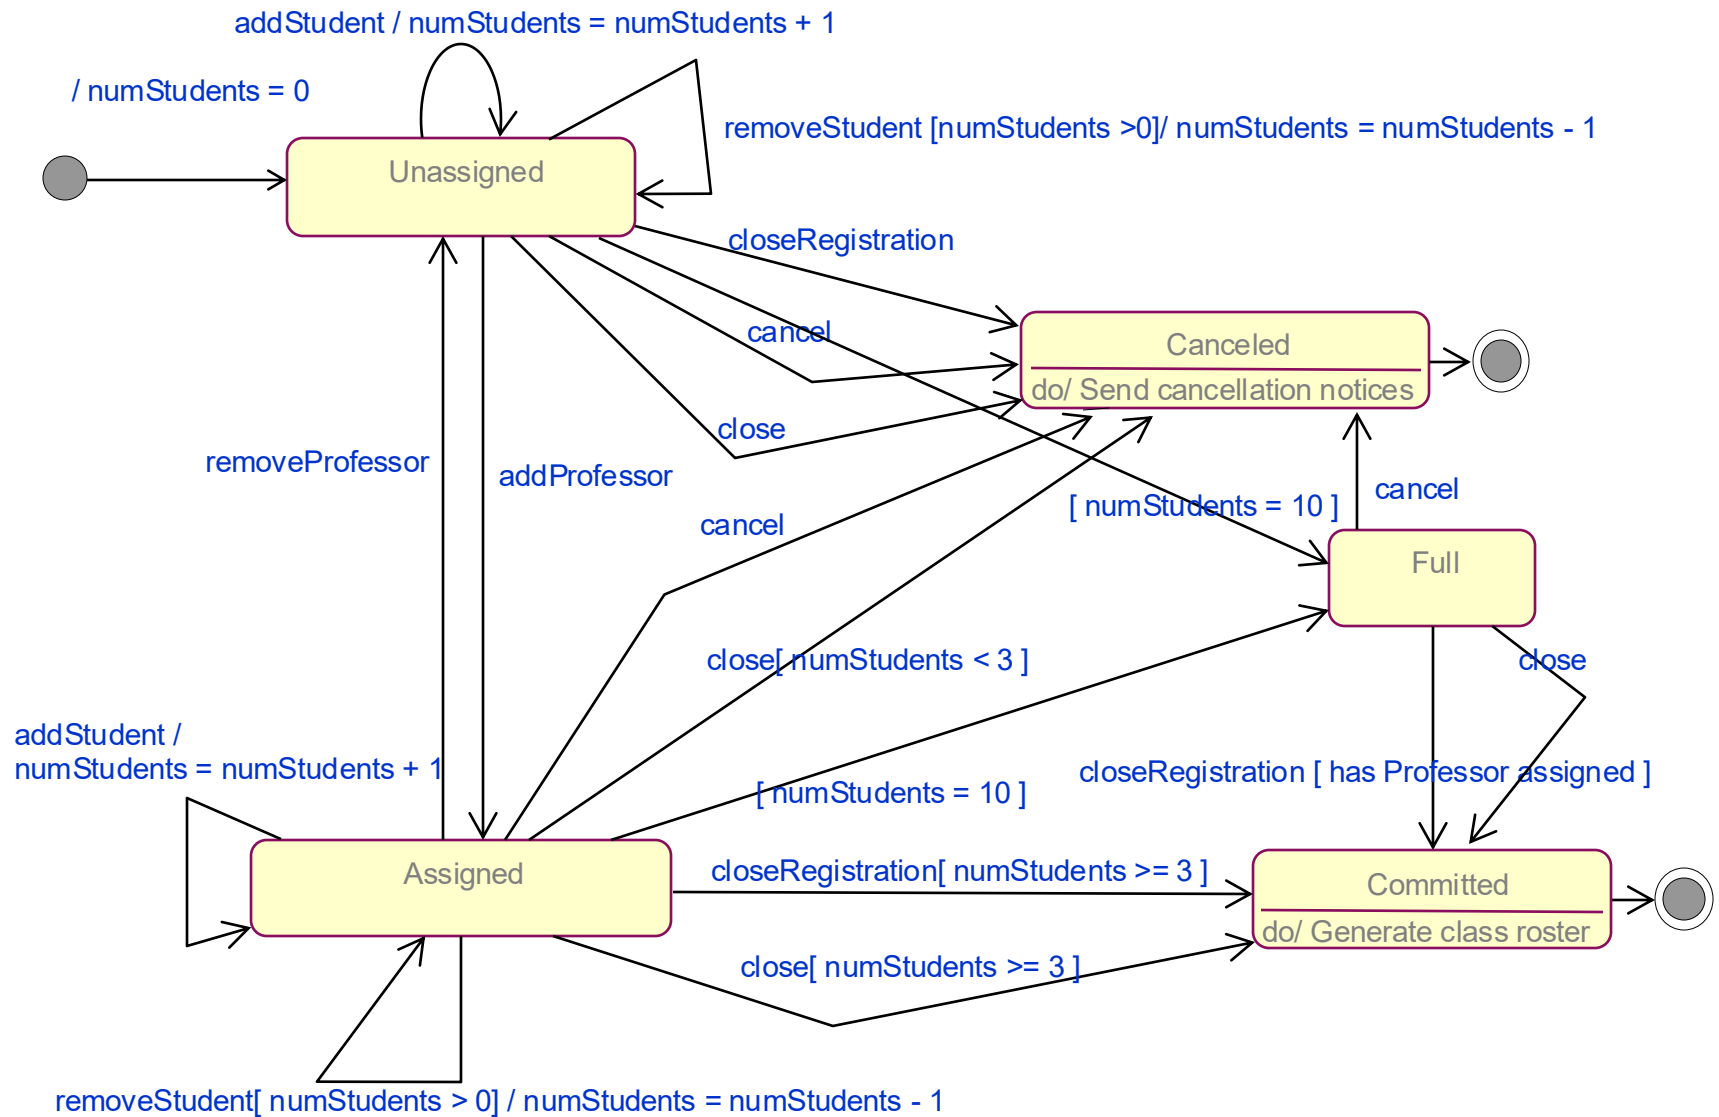 addStudent / numStudents = numStudents + 1
/ numStudents = 0
removeStudent [numStudents >0]/ numStudents = numStudents - 1
Unassigned
closeRegistration
cancel
Canceled
do/ Send cancellation notices
close
removeProfessor
addProfessor
cancel
[ numStudents = 10 ]
cancel
Full
close[ numStudents < 3 ]
close
addStudent /
numStudents = numStudents + 1
[ numStudents = 10 ]
closeRegistration [ has Professor assigned ]
Assigned
closeRegistration[ numStudents >= 3 ]
Committed
do/ Generate class roster
close[ numStudents >= 3 ]
removeStudent[ numStudents > 0] / numStudents = numStudents - 1